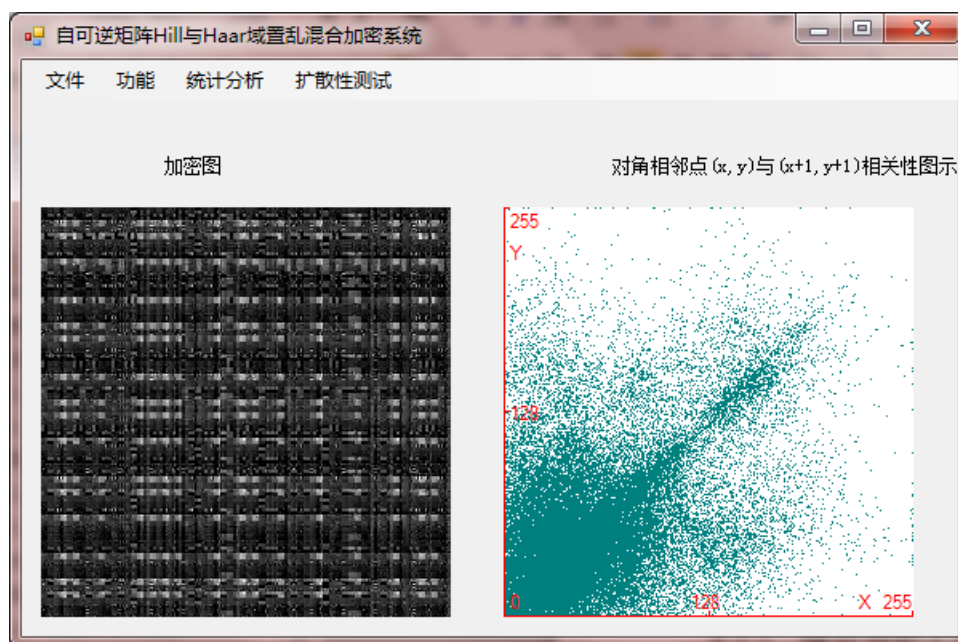 自可逆矩阵Hill与Haar域置乱混合加密系统
文件 功能 统计分析 扩散性测试
加密图
对角相邻点(x, y)与(x+1, y+1)相关性图示
255
Y
128
0 128 X 255